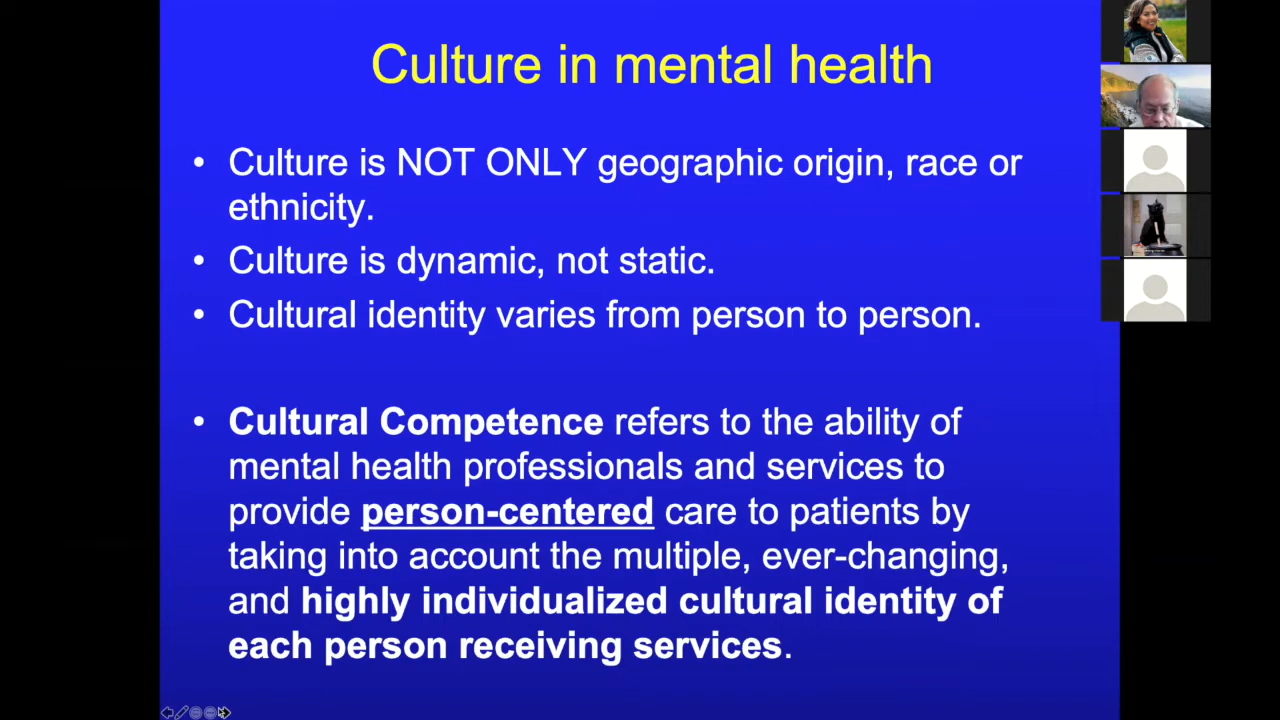 Culture in mental health
• Culture is NOT ONLY geographic origin, race or
ethnicity.
• Culture is dynamic, not static.
• Cultural identity varies from person to person.
• Cultural Competence refers to the ability of
mental health professionals and services to
provide person-centered care to patients by
taking into account the multiple, ever-changing,
and highly individualized cultural identity of
each person receiving services.